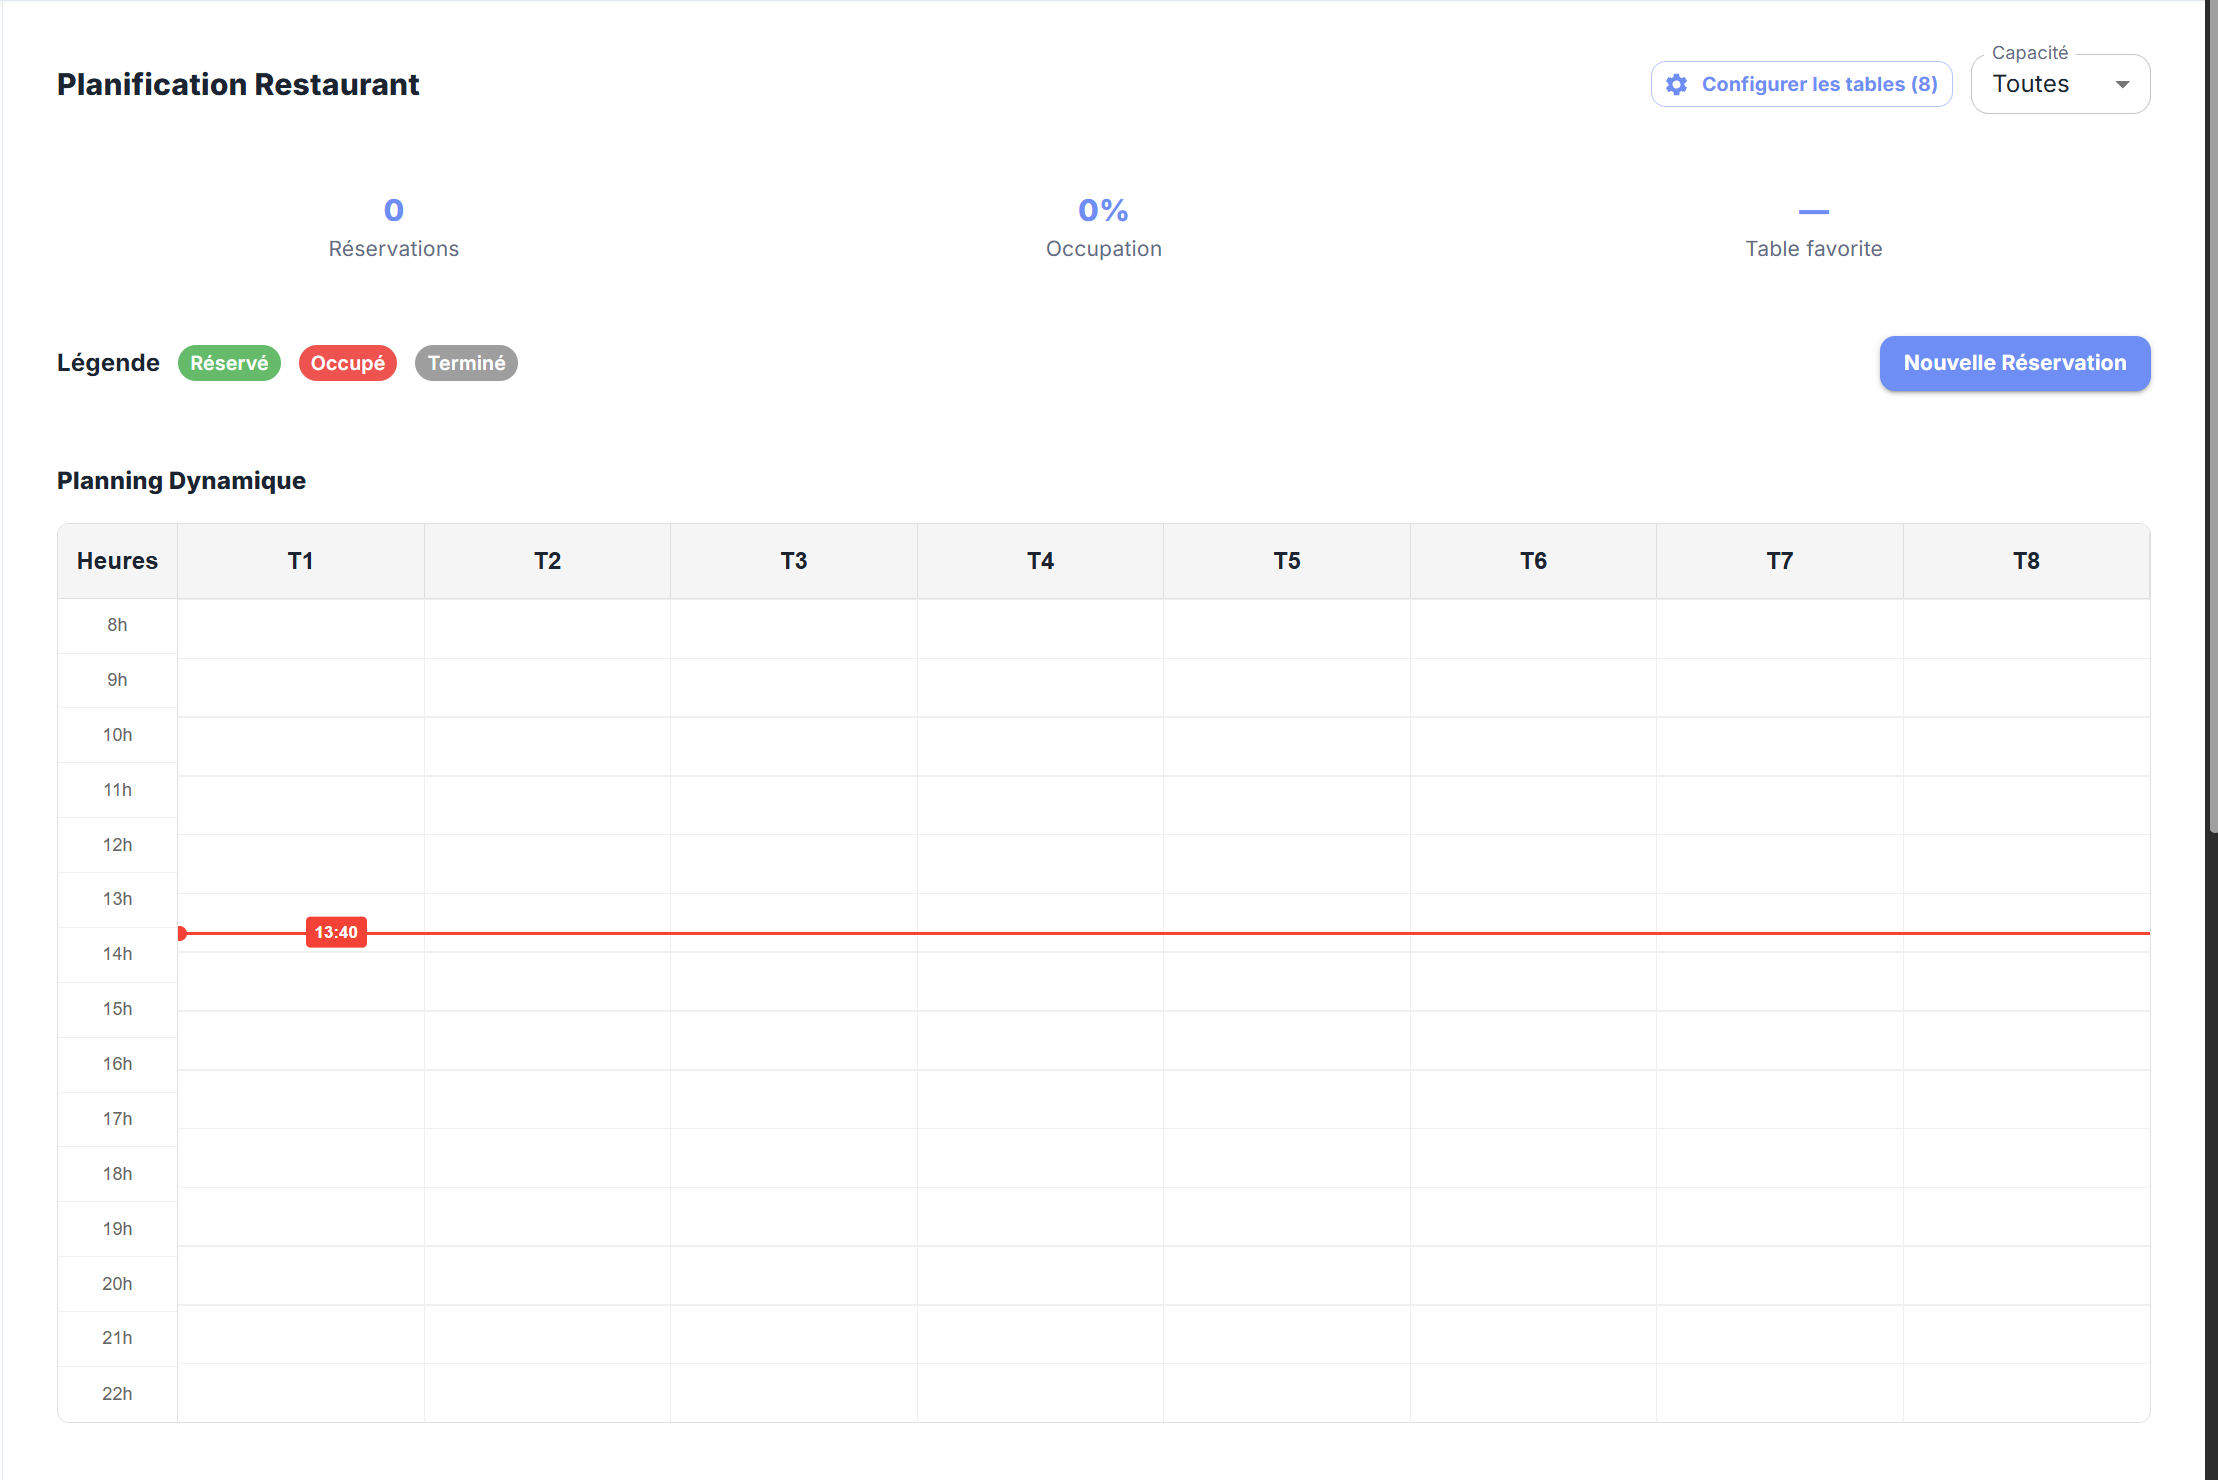 Planification Restaurant
Configurer les tables (8)
Capacité
Toutes
0
Réservations
0%
Occupation
—
Table favorite
Légende
Réservé
Occupé
Terminé
Nouvelle Réservation
Planning Dynamique
Heures T1 T2 T3 T4 T5 T6 T7 T8
8h
9h
10h
11h
12h
13h
13:40
14h
15h
16h
17h
18h
19h
20h
21h
22h